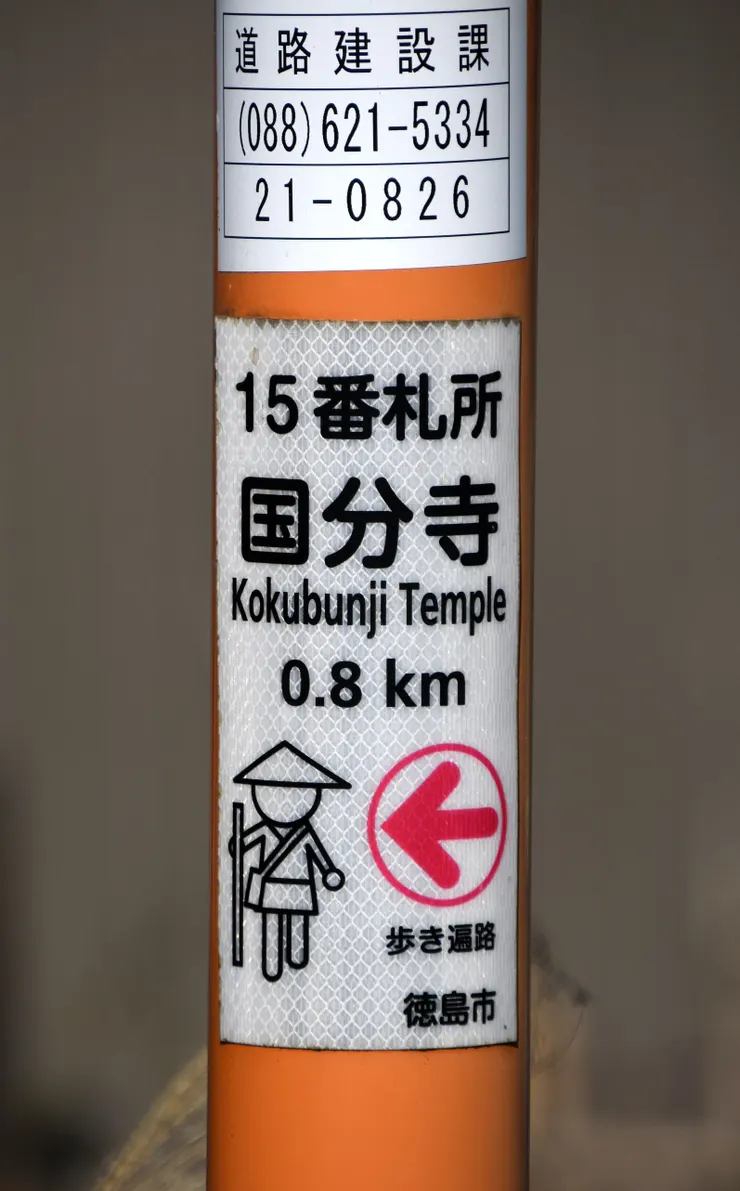 道路建設課
(088)621-5334
21-0826
15番札所
国分寺
Kokubunji Temple
0.8 km
歩き遍路
徳島市